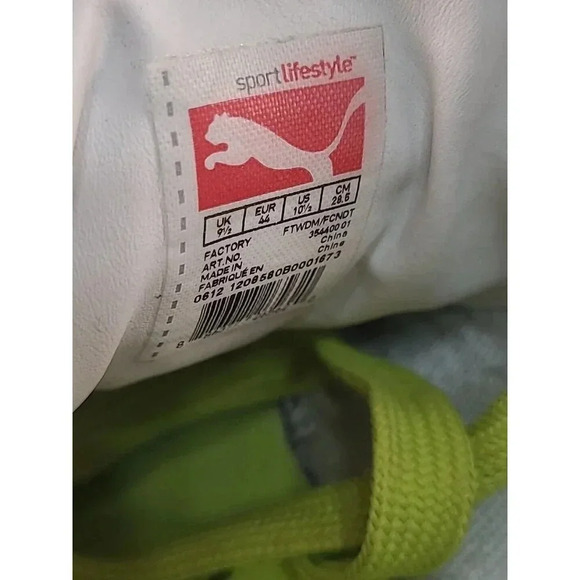 sportlifestyle™
UK EUR US CM
9½ 44 10½ 28.5
FACTORY FTWDM/FCNDT
ART.NO. 354400 01
MADE IN China
FABRIQUÉ EN China
0612 1208580B0001673